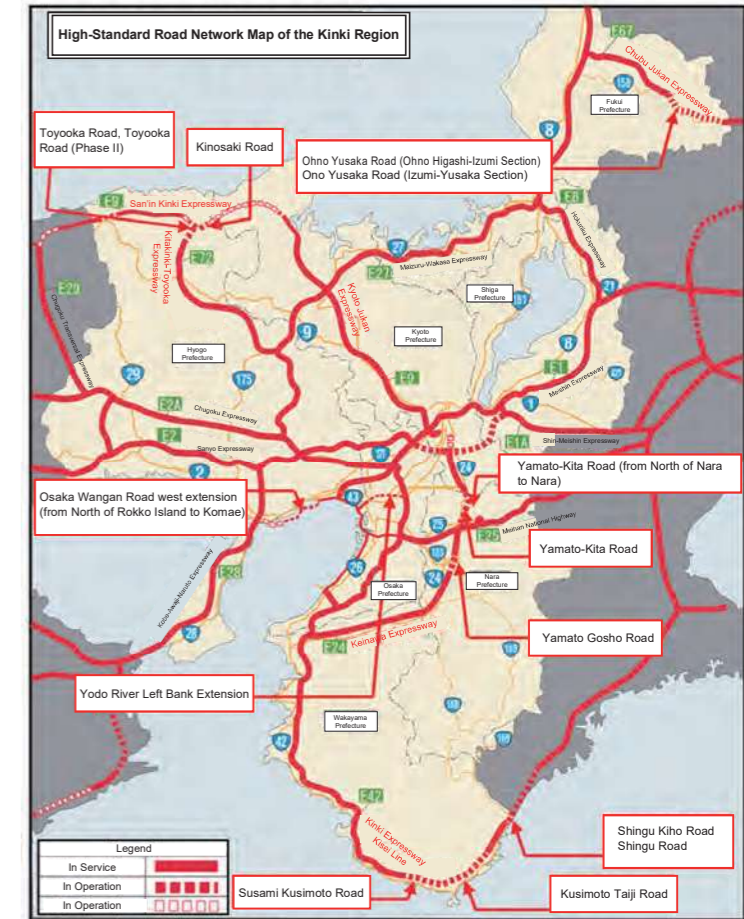 High-Standard Road Network Map of the Kinki Region
E67
Chubu Jukan Expressway
158
Fukui
Prefecture
8
Toyooka Road, Toyooka
Road (Phase II)
Kinosaki Road
Ohno Yusaka Road (Ohno Higashi-Izumi Section)
Ono Yusaka Road (Izumi-Yusaka Section)
E9
San'in Kinki Expressway
E8
Hokuriku Expressway
Kitakinki-Toyooka
Expressway
E72
27
E27
Maizuru-Wakasa Expressway
E29
Chugoku Transversal Expressway
Kyoto Jukan
Expressway
Shiga
Prefecture
161
21
9
Kyoto
Prefecture
8
Hyogo
Prefecture
29
175
E9
E1
Meishin Expressway
E2A
Chugoku Expressway
1
E2
Sanyo Expressway
E1A
Shin-Meishin Expressway
2
24
Osaka Wangan Road west extension
(from North of Rokko Island to Komae)
43
Yamato-Kita Road (from North of Nara
to Nara)
25
Meihan National Highway
E25
Yamato-Kita Road
26
Osaka
Prefecture
24
Nara
Prefecture
E28
Kobe-Awaji-Naruto Expressway
28
E24
Keinawa Expressway
Yamato Gosho Road
Yodo River Left Bank Extension
Wakayama
Prefecture
42
E42
Kinki Expressway
Kisei Line
Shingu Kiho Road
Shingu Road
Legend
In Service
In Operation
In Operation
Susami Kusimoto Road
Kusimoto Taiji Road